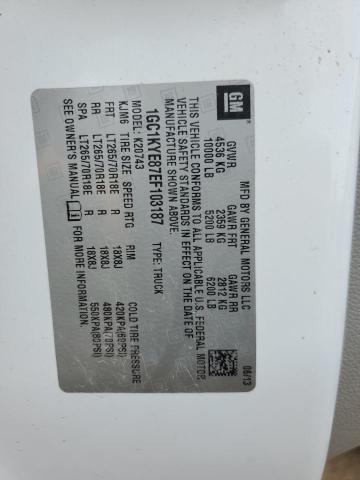 GM
MFD BY GENERAL MOTORS LLC
08/13
GVWR GAWR FRT GAWR RR
4536 KG 2359 KG 2812 KG
10000 LB 5200 LB 6200 LB
THIS VEHICLE CONFORMS TO ALL APPLICABLE U.S. FEDERAL MOTOR
VEHICLE SAFETY STANDARDS IN EFFECT ON THE DATE OF
MANUFACTURE SHOWN ABOVE.
1GC1KYE87EF103187 TYPE: TRUCK
MODEL: K20743
KJM6 TIRE SIZE SPEED RTG RIM COLD TIRE PRESSURE
FRT LT265/70R18E R 18X8J 420KPA(60PSI)
RR LT265/70R18E R 18X8J 480KPA(70PSI)
SPA LT265/70R18E R 18X8J 550KPA(80PSI)
SEE OWNER'S MANUAL FOR MORE INFORMATION.